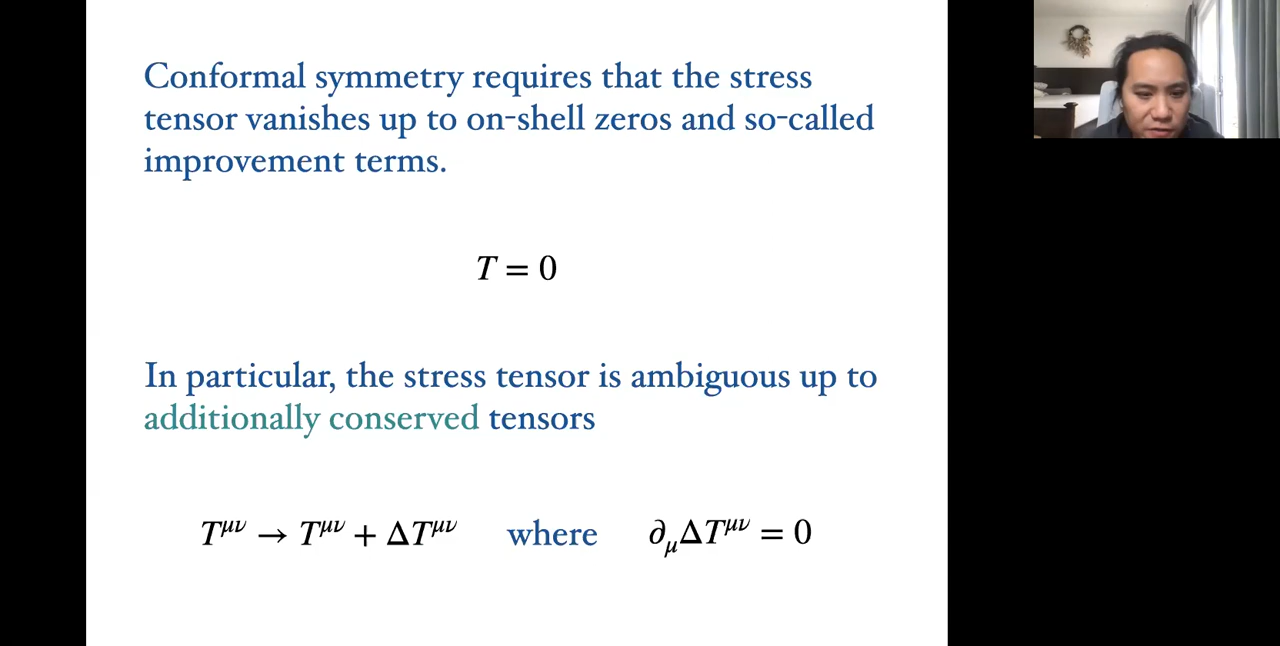 Conformal symmetry requires that the stress
tensor vanishes up to on-shell zeros and so-called
improvement terms.
T = 0
In particular, the stress tensor is ambiguous up to
additionally conserved tensors
T^{μν} → T^{μν} + ΔT^{μν} where ∂_μ ΔT^{μν} = 0